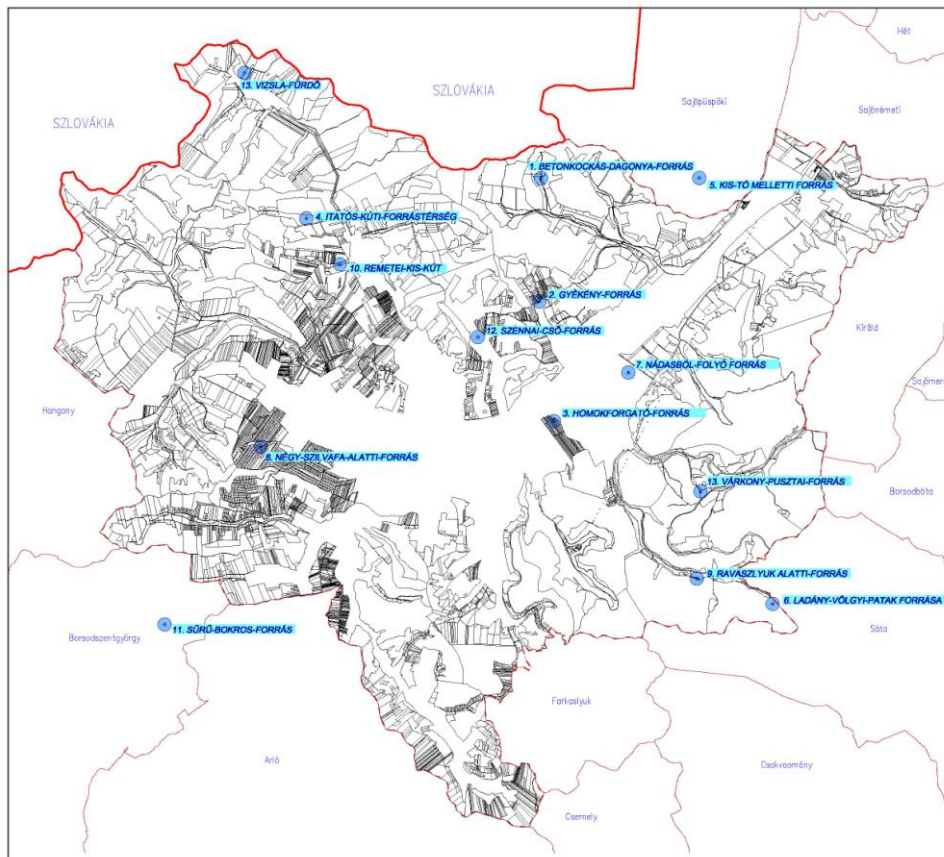 Hét
13. VIZSLA-FÜRDŐ
SZLOVÁKIA
Sajópüspöki
Sajónémeti
SZLOVÁKIA
1. BETONKOCKÁS-DAGONYA-FORRÁS
5. KIS-TÓ MELLETTI FORRÁS
4. ITATÓS-KÚTI-FORRÁSTÉRSÉG
10. REMETEI-KIS-KÚT
2. GYÉKÉNY-FORRÁS
12. SZENNAI-CSŐ-FORRÁS
Királd
7. NÁDASBÓL-FOLYÓ FORRÁS
Hangony
3. HOMOKFORGATÓ-FORRÁS
8. NÉGY-SZILVAFA-ALATTI-FORRÁS
13. VÁRKONY-PUSZTAI-FORRÁS
Borsodbóta
9. RAVASZLYUK ALATTI-FORRÁS
6. LADÁNY-VÖLGYI-PATAK FORRÁSA
Sáta
Borsodszentgyörgy
11. SŰRŰ-BOKROS-FORRÁS
Farkaslyuk
Arló
Csokvaomány
Csernely